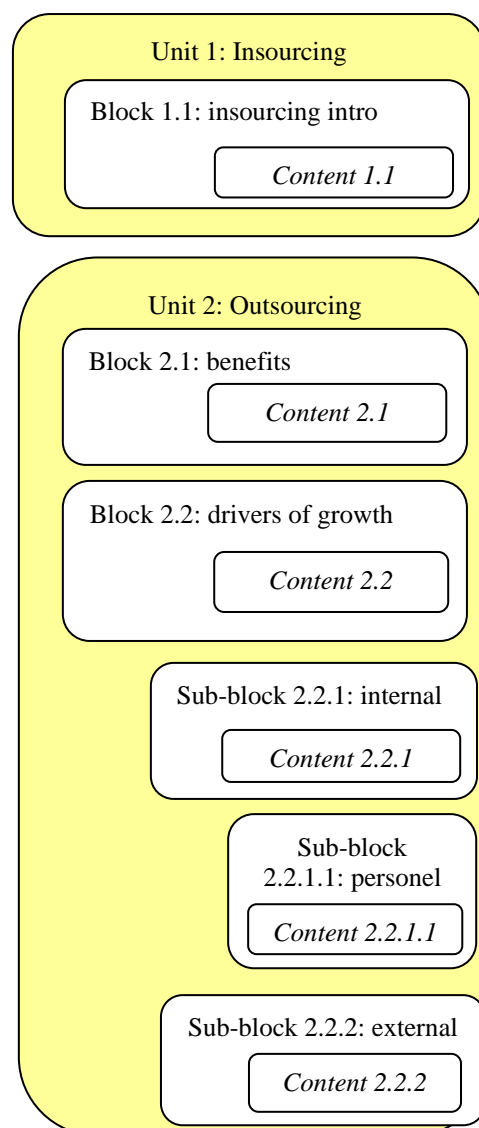 Unit 1: Insourcing
Block 1.1: insourcing intro
Content 1.1
Unit 2: Outsourcing
Block 2.1: benefits
Content 2.1
Block 2.2: drivers of growth
Content 2.2
Sub-block 2.2.1: internal
Content 2.2.1
Sub-block
2.2.1.1: personel
Content 2.2.1.1
Sub-block 2.2.2: external
Content 2.2.2